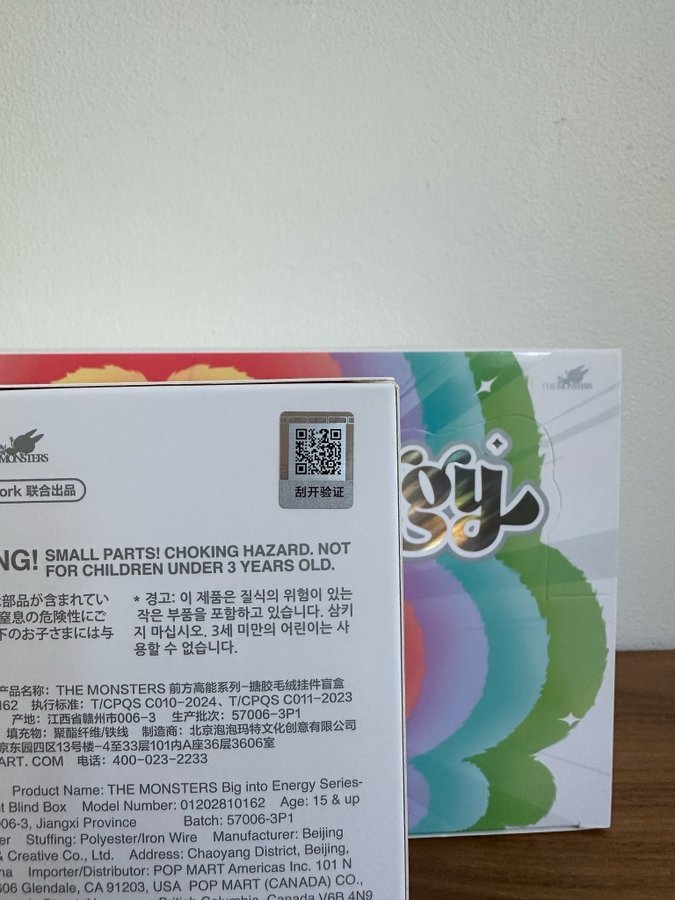 THE MONSTERS
MONSTERS
gy
刮开验证
ork 联合出品
NG! SMALL PARTS! CHOKING HAZARD. NOT
FOR CHILDREN UNDER 3 YEARS OLD.
部品が含まれてい
窒息の危険性にご
下のお子さまには与
* 경고: 이 제품은 질식의 위험이 있는
작은 부품을 포함하고 있습니다. 삼키
지 마십시오. 3세 미만의 어린이는 사
용할 수 없습니다.
产品名称: THE MONSTERS 前方高能系列-搪胶毛绒挂件盲盒
162 执行标准: T/CPQS C010-2024、T/CPQS C011-2023
产地: 江西省赣州市006-3 生产批次: 57006-3P1
填充物: 聚酯纤维/铁线 制造商: 北京泡泡玛特文化创意有限公司
京东园四区13号楼-4至33层101内A座36层3606室
ART. COM 电话: 400-023-2233
Product Name: THE MONSTERS Big into Energy Series-
t Blind Box Model Number: 01202810162 Age: 15 & up
006-3, Jiangxi Province Batch: 57006-3P1
er Stuffing: Polyester/Iron Wire Manufacturer: Beijing
& Creative Co., Ltd. Address: Chaoyang District, Beijing,
na Importer/Distributor: POP MART Americas Inc. 101 N
606 Glendale, CA 91203, USA POP MART (CANADA) CO.,
British Columbia, Canada V6B 4N9